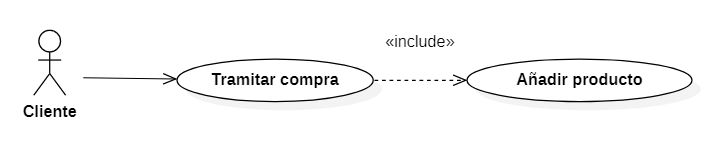 «include»
Tramitar compra
Añadir producto
Cliente